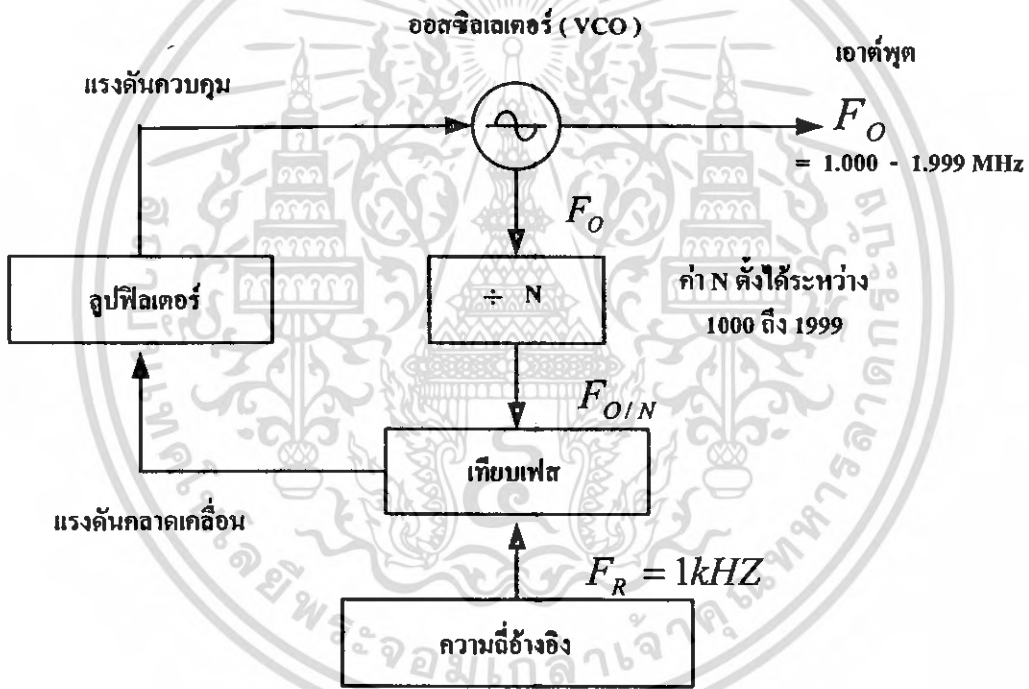 ออสซิลเลเตอร์ ( VCO )
เอาต์พุต
แรงดันควบคุม
F_O
= 1.000 - 1.999 MHz
F_O
ลูปฟิลเตอร์
÷ N
ค่า N ตั้งได้ระหว่าง
1000 ถึง 1999
F_{O/N}
เทียบเฟส
แรงดันคลาดเคลื่อน
F_R = 1kHZ
ความถี่อ้างอิง